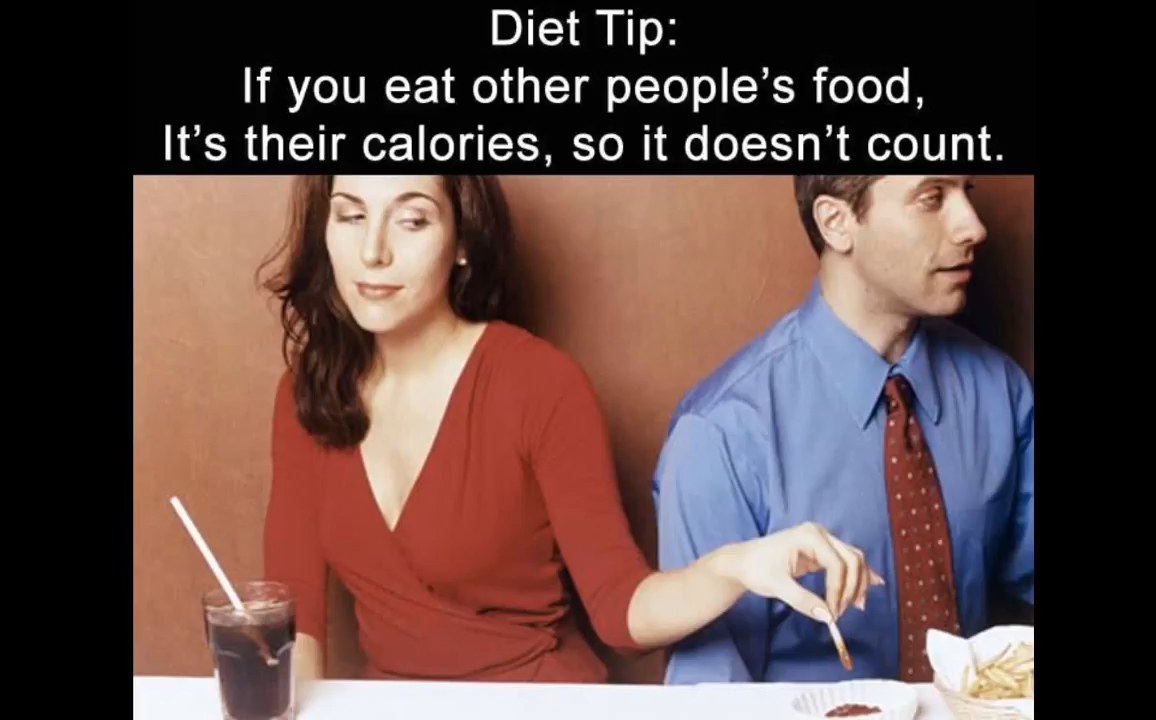 Diet Tip:
If you eat other people’s food,
It’s their calories, so it doesn’t count.